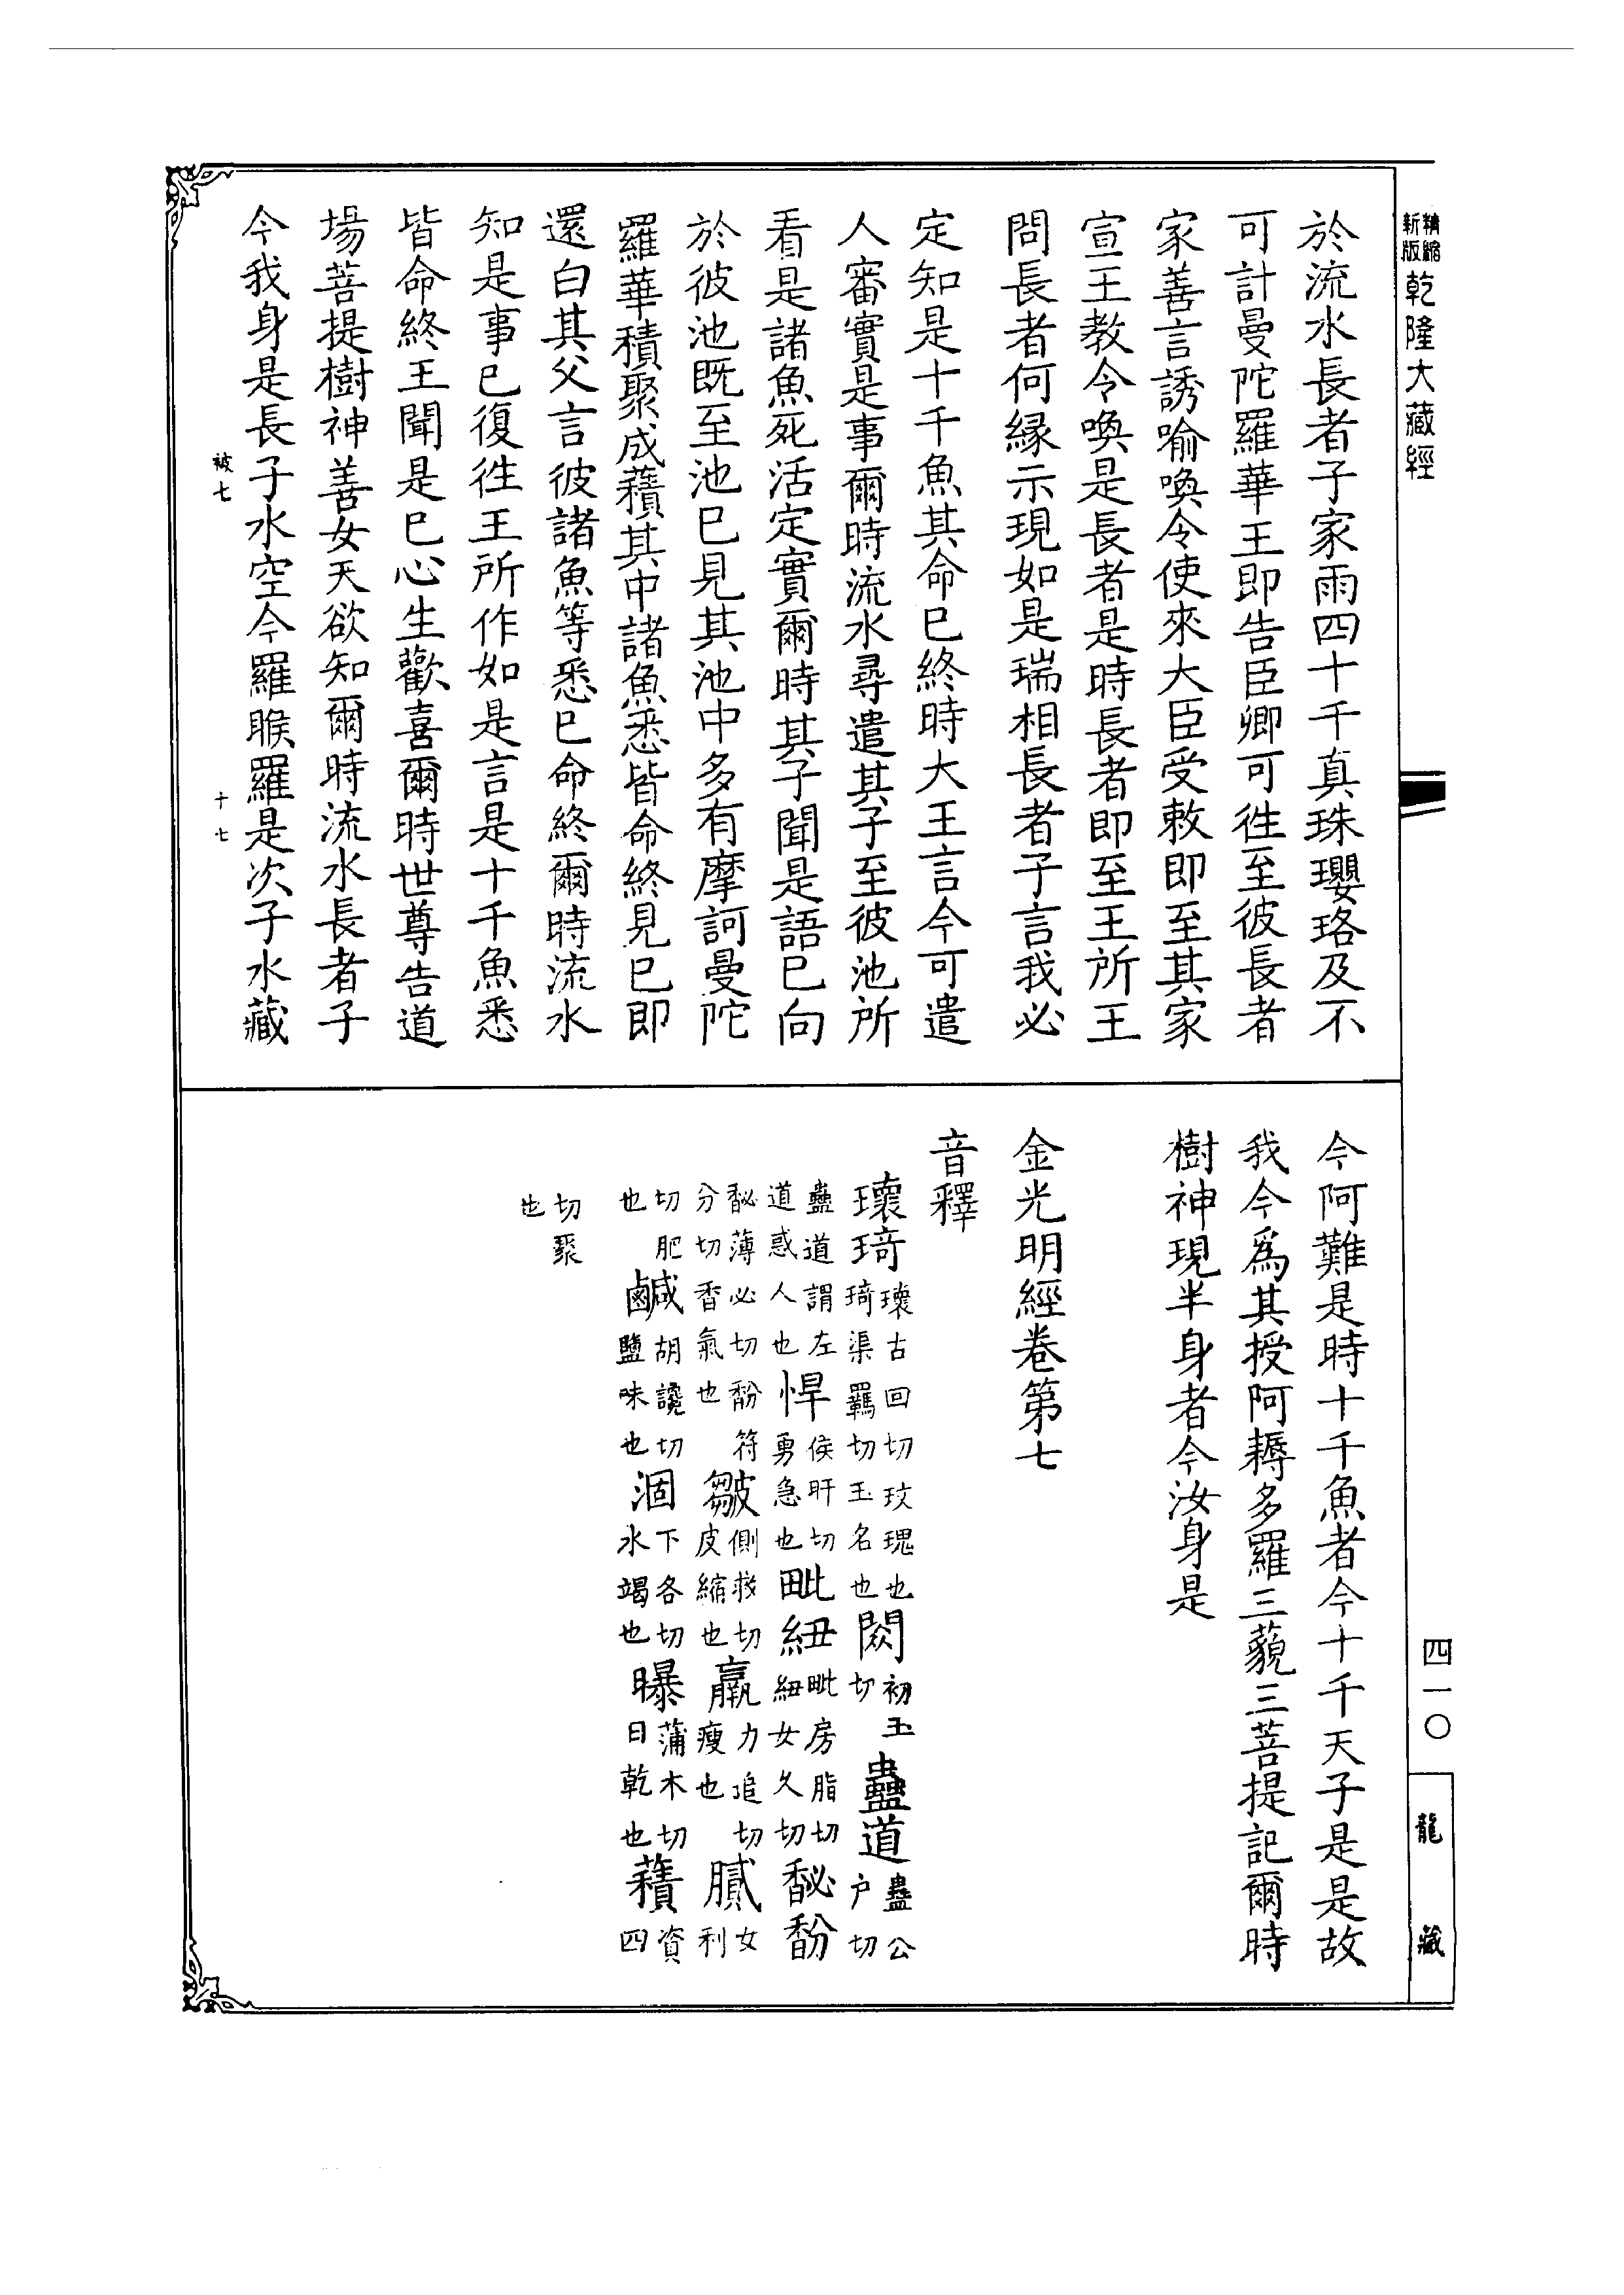 精縮新版乾隆大藏經
四一〇
龍藏
於流水長者子家雨四十千真珠瓔珞及不
可計曼陀羅華王即告臣卿可徃至彼長者
家善言誘喻喚令使來大臣受敕即至其家
宣王教令喚是長者是時長者即至王所王
問長者何緣示現如是瑞相長者子言我必
定知是十千魚其命已終時大王言今可遣
人審實是事爾時流水尋遣其子至彼池所
看是諸魚死活定實爾時其子聞是語已向
於彼池既至池已見其池中多有摩訶曼陀
羅華積聚成𧂐其中諸魚悉皆命終見已即
還白其父言彼諸魚等悉已命終爾時流水
知是事已復徃王所作如是言是十千魚悉
皆命終王聞是已心生歡喜爾時世尊告道
場菩提樹神善女天欲知爾時流水長者子
今我身是長子水空今羅睺羅是次子水藏
被七
十七
今阿難是時十千魚者今十千天子是是故
我今為其授阿耨多羅三藐三菩提記爾時
樹神現半身者今汝身是
金光明經卷第七
音釋
瓌琦瓌古回切玫瑰也琦渠羈切玉名也閦初玉切蠱道蠱公戶切
蠱道謂左道惑人也悍侯旰切勇急也毗紐毗房脂切紐女久切馝馚
馝薄必切馚符分切香氣也皺側救切皮縮也羸力追切瘦也膩女利
切肥也鹹胡讒切鹽味也涸下各切水竭也曝蒲木切日乾也𧂐資四
切聚也